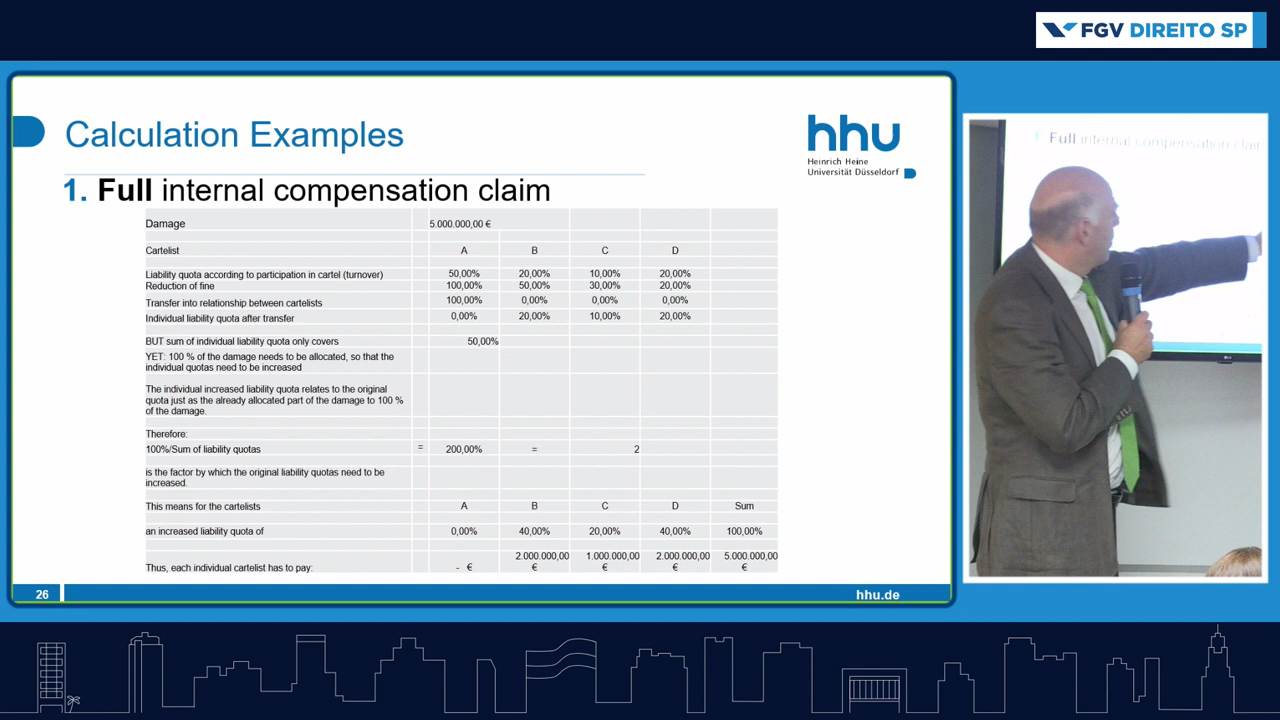 FGV DIREITO SP
Calculation Examples
hhu
Heinrich Heine
Universität Düsseldorf
1. Full internal compensation claim
Damage 5.000.000,00 €
Cartelist A B C D
Liability quota according to participation in cartel (turnover) 50,00% 20,00% 10,00% 20,00%
Reduction of fine 100,00% 50,00% 30,00% 20,00%
Transfer into relationship between cartelists 100,00% 0,00% 0,00% 0,00%
Individual liability quota after transfer 0,00% 20,00% 10,00% 20,00%
BUT sum of individual liability quota only covers 50,00%
YET: 100 % of the damage needs to be allocated, so that the
individual quotas need to be increased
The individual increased liability quota relates to the original
quota just as the already allocated part of the damage to 100 %
of the damage.
Therefore:
100%/Sum of liability quotas = 200,00% = 2
is the factor by which the original liability quotas need to be
increased.
This means for the cartelists A B C D Sum
an increased liability quota of 0,00% 40,00% 20,00% 40,00% 100,00%
2.000.000,00 1.000.000,00 2.000.000,00 5.000.000,00
Thus, each individual cartelist has to pay: - € € € € €
26
hhu.de
Full internal compensation clai